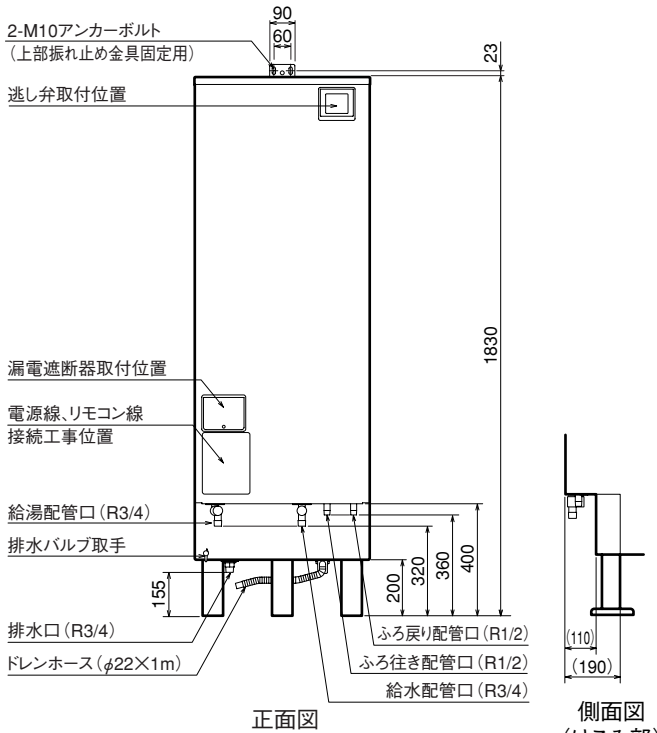 90
60
23
2-M10アンカーボルト
（上部振れ止め金具固定用）
逃し弁取付位置
1830
漏電遮断器取付位置
電源線、リモコン線
接続工事位置
給湯配管口（R3/4）
排水バルブ取手
155
200
320
360
400
排水口（R3/4）
ドレンホース（φ22×1m）
ふろ戻り配管口（R1/2）
ふろ往き配管口（R1/2）
給水配管口（R3/4）
正面図
(110)
(190)
側面図